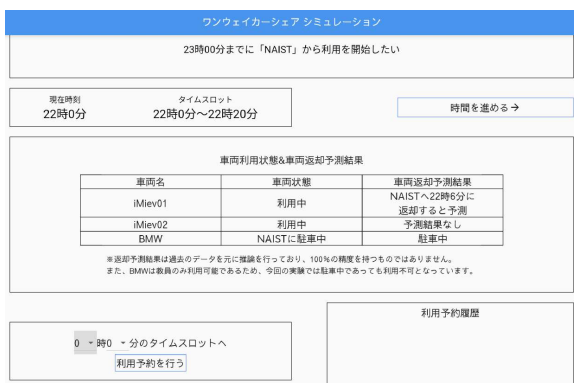 ワンウェイカーシェア シミュレーション
23時00分までに「NAIST」から利用を開始したい
現在時刻
22時0分
タイムスロット
22時0分～22時20分
時間を進める→
車両利用状態&車両返却予測結果
車両名 車両状態 車両返却予測結果
iMiev01 利用中 NAISTへ22時6分に
返却すると予測
iMiev02 利用中 予測結果なし
BMW NAISTに駐車中 駐車中
※返却予測結果は過去のデータを元に推論を行っており、100%の精度を持つものではありません。
また、BMWは教員のみ利用可能であるため、今回の実験では駐車中であっても利用不可となっています。
0 時0 分のタイムスロットへ
利用予約を行う
利用予約履歴